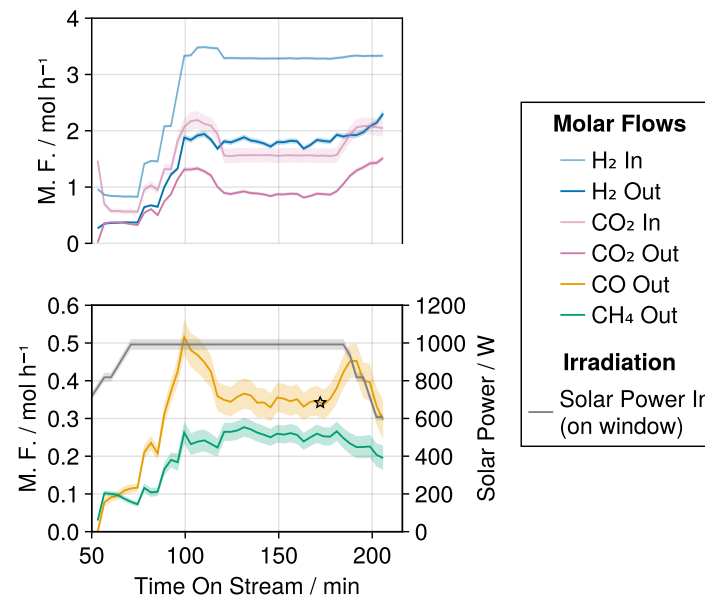 4
3
2
1
0
M. F. / mol h⁻¹
0.6
0.5
0.4
0.3
0.2
0.1
0.0
M. F. / mol h⁻¹
1200
1000
800
600
400
200
0
Solar Power / W
50
100
150
200
Time On Stream / min
Molar Flows
H₂ In
H₂ Out
CO₂ In
CO₂ Out
CO Out
CH₄ Out
Irradiation
Solar Power In
(on window)